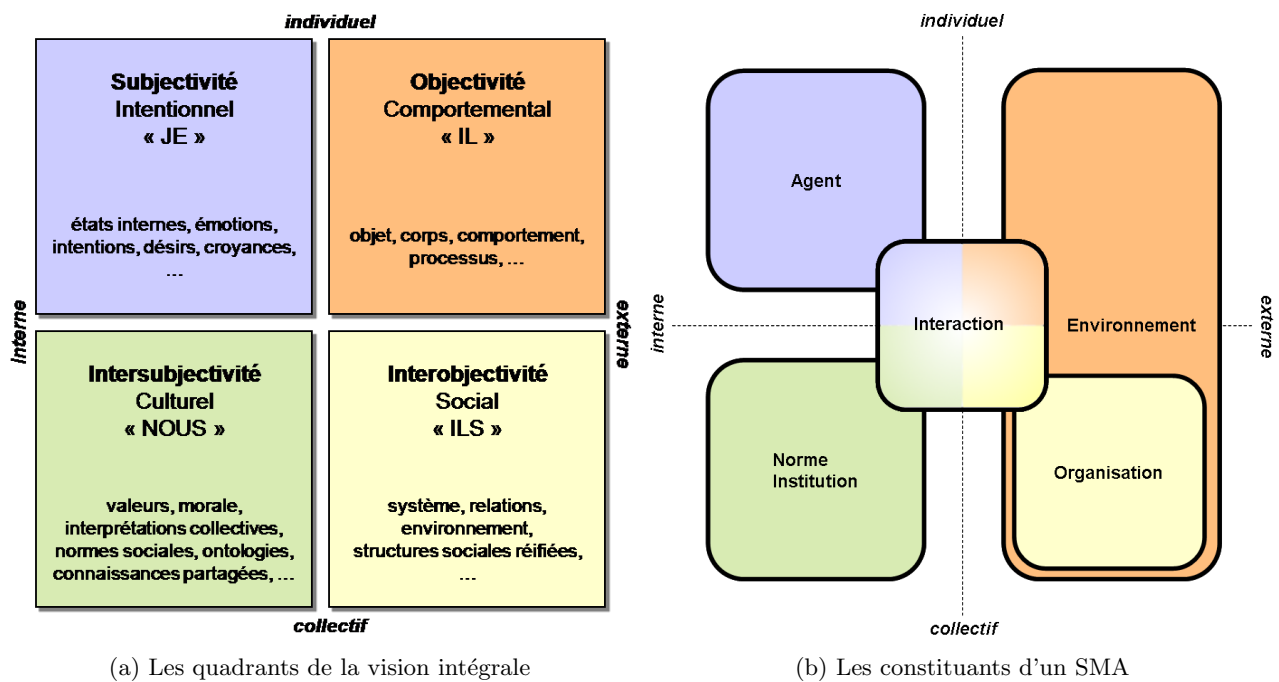 individuel
Subjectivité
Intentionnel
« JE »
états internes, émotions,
intentions, désirs, croyances,
...
Objectivité
Comportemental
« IL »
objet, corps, comportement,
processus, ...
interne
externe
Intersubjectivité
Culturel
« NOUS »
valeurs, morale,
interprétations collectives,
normes sociales, ontologies,
connaissances partagées, ...
Interobjectivité
Social
« ILS »
système, relations,
environnement,
structures sociales réifiées,
...
collectif
(a) Les quadrants de la vision intégrale
individuel
Agent
interne
Interaction
Environnement
externe
Norme
Institution
Organisation
collectif
(b) Les constituants d'un SMA